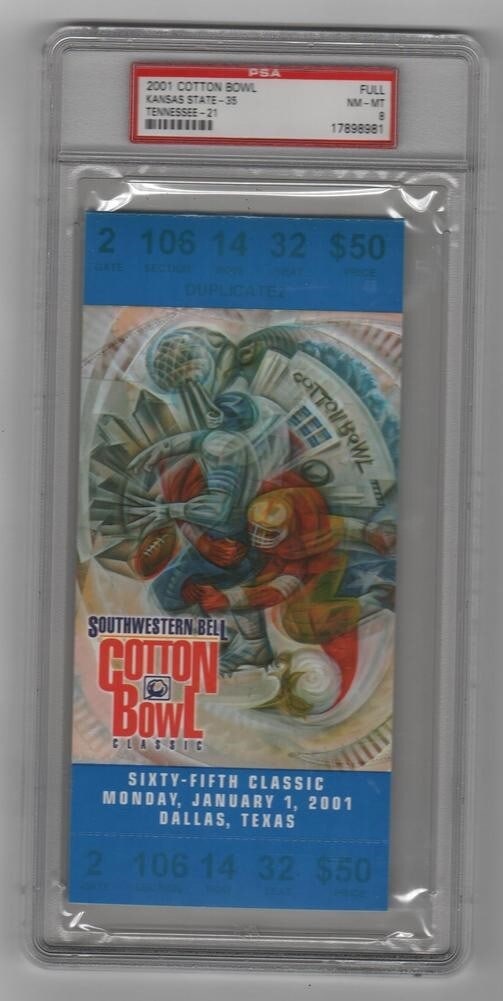 PSA
2001 COTTON BOWL FULL
KANSAS STATE-35 NM-MT
TENNESSEE-21 8
17898981
2 106 14 32 $50
GATE SECTION ROW SEAT PRICE
DUPLICATE2
COTTON BOWL
SOUTHWESTERN BELL
COTTON
BOWL
CLASSIC
SIXTY-FIFTH CLASSIC
MONDAY, JANUARY 1, 2001
DALLAS, TEXAS
2 106 14 32 $50
GATE SECTION ROW SEAT PRICE